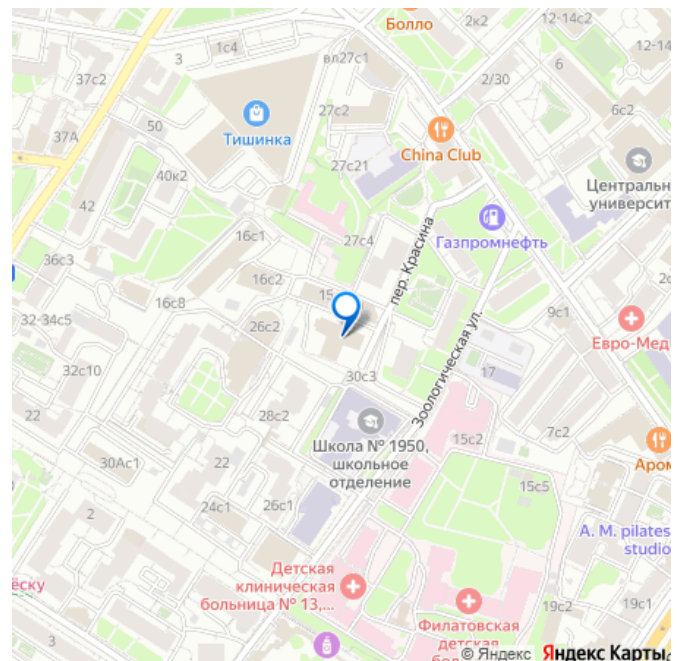 Болло
2к2
12-14с2
3
1с4
вл27с1
12-14
37с2
2/30
6
27с2
6с2
37А
50
Тишинка
China Club
27с21
40к2
Центральн
университ
42
16с1
27с4
Газпромнефть
пер. Красина
36с3
16с2
15
9с1
16с8
32-34с5
26с2
Евро-Мед
Зоологическая ул.
32с10
30с3
17
22
28с2
7с2
Школа № 1950,
школьное
отделение
15с2
Аром
30Ас1
22
15с5
24с1
26с1
2
A. M. pilates
studio
Детская
клиническая
больница № 13,...
ёску
19с2
19с1
3
Филатовская
детская
© Яндекс Яндекс Карты